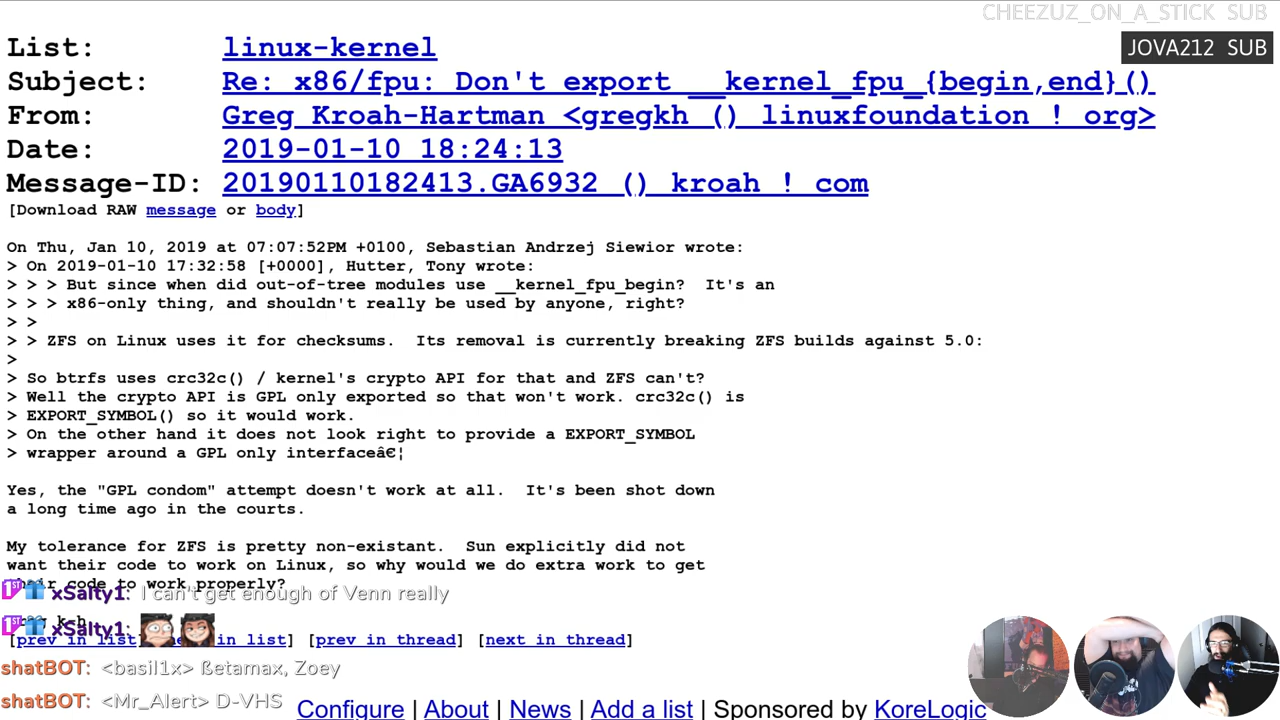 CHEEZUZ_ON_A_STICK SUB
JOVA212 SUB
List: linux-kernel
Subject: Re: x86/fpu: Don't export __kernel_fpu_{begin,end}()
From: Greg Kroah-Hartman <gregkh () linuxfoundation ! org>
Date: 2019-01-10 18:24:13
Message-ID: 20190110182413.GA6932 () kroah ! com
[Download RAW message or body]
On Thu, Jan 10, 2019 at 07:07:52PM +0100, Sebastian Andrzej Siewior wrote:
> On 2019-01-10 17:32:58 [+0000], Hutter, Tony wrote:
> > > But since when did out-of-tree modules use __kernel_fpu_begin?  It's an
> > > x86-only thing, and shouldn't really be used by anyone, right?
> >
> > ZFS on Linux uses it for checksums.  Its removal is currently breaking ZFS builds against 5.0:
>
> So btrfs uses crc32c() / kernel's crypto API for that and ZFS can't?
> Well the crypto API is GPL only exported so that won't work. crc32c() is
> EXPORT_SYMBOL() so it would work.
> On the other hand it does not look right to provide a EXPORT_SYMBOL
> wrapper around a GPL only interfaceâ€¦
Yes, the "GPL condom" attempt doesn't work at all.  It's been shot down
a long time ago in the courts.
My tolerance for ZFS is pretty non-existant.  Sun explicitly did not
want their code to work on Linux, so why would we do extra work to get
their code to work properly?
xSalty1: I can't get enough of Venn really
xSalty1:
[prev in list] in list] [prev in thread] [next in thread]
shatBOT: <basil1x> ßetamax, Zoey
shatBOT: <Mr_Alert> D-VHS
Configure | About | News | Add a list | Sponsored by KoreLogic